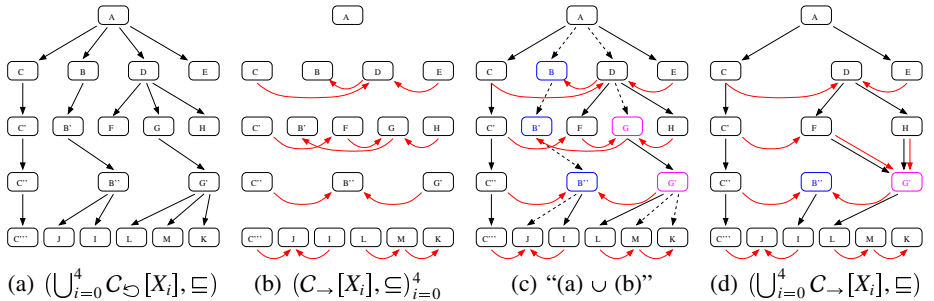 A A A A
C B D E C B D E C B D E C D E
C' B' F G H C' B' F G H C' B' F G H C' F H
C'' B'' G' C'' B'' G' C'' B'' G' C'' B'' G'
C''' J I L M K C''' J I L M K C''' J I L M K C''' J I L M K
(a) (⋃⁴ᵢ₌₀ 𝒞↺[Xᵢ], ⊑) (b) (𝒞→[Xᵢ], ⊆)⁴ᵢ₌₀ (c) “(a) ∪ (b)” (d) (⋃⁴ᵢ₌₀ 𝒞→[Xᵢ], ⊑)